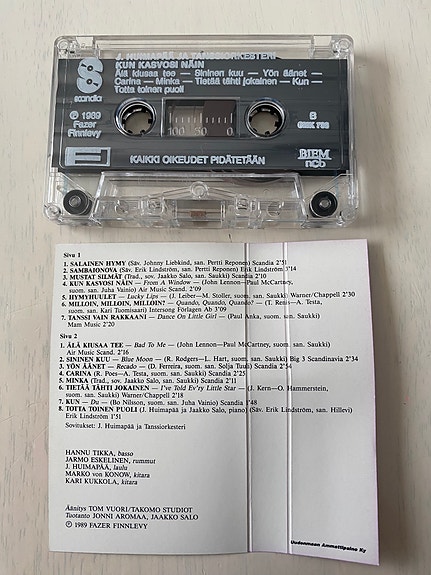 J. HUIMAPÄÄ JA TANSSIORKESTERI
KUN KASVOSI NÄIN
Älä kiusaa tee — Sininen kuu — Yön äänet —
Carina — Minka — Tietää tähti jokainen — Kun —
Totta toinen puoli
8
scandia
℗ 1989
Fazer
Finnlevy
100 50 0
KAIKKI OIKEUDET PIDÄTETÄÄN
BIEM
ncb
Sivu 1
1. SALAINEN HYMY (Säv. Johnny Liebkind, san. Pertti Reponen) Scandia 2'51
2. SAMBAIONOVA (Säv. Erik Lindström, san. Pertti Reponen) Erik Lindström 3'14
3. MUSTAT SILMÄT (Trad., sov. Jaakko Salo, san. Saukki) Scandia 2'10
4. KUN KASVOSI NÄIN — From A Window — (John Lennon—Paul McCartney,
suom. san. Juha Vainio) Air Music Scand. 2'09
5. HYMYHUULET — Lucky Lips — (J. Leiber—M. Stoller, suom. san. Saukki) Warner/Chappell 2'30
6. MILLOIN, MILLOIN, MILLOIN? — Quando, Quando, Quando? — (T. Renis—A. Testa,
suom. san. Kari Tuomisaari) Intersong Förlagen Ab 3'09
7. TANSSI VAIN RAKKAANI — Dance On Little Girl — (Paul Anka, suom. san. Saukki)
Mam Music 2'20
Sivu 2
1. ÄLÄ KIUSAA TEE — Bad To Me — (John Lennon—Paul McCartney, suom. san. Saukki)
Air Music Scand. 2'16
2. SININEN KUU — Blue Moon — (R. Rodgers—L. Hart, suom. san. Saukki) Big 3 Scandinavia 2'34
3. YÖN ÄÄNET — Recado — (D. Ferreira, suom. san. Solja Tuuli) Scandia 2'54
4. CARINA (R. Poes—A. Testa, suom. san. Saukki) Scandia 2'25
5. MINKA (Trad., sov. Jaakko Salo, san. Saukki) Scandia 2'11
6. TIETÄÄ TÄHTI JOKAINEN — I've Told Ev'ry Little Star — (J. Kern—O. Hammerstein,
suom. san. Saukki) Warner/Chappell 2'18
7. KUN — Du — (Bo Nilsson, suom. san. Juha Vainio) Scandia 1'48
8. TOTTA TOINEN PUOLI (J. Huimapää ja Jaakko Salo, piano) (Säv. Erik Lindström, san. Hillevi)
Erik Lindström 1'51
Sovitukset: J. Huimapää ja Tanssiorkesteri
HANNU TIKKA, basso
JARMO ESKELINEN, rummut
J. HUIMAPÄÄ, laulu
MARKO von KONOW, kitara
KARI KUKKOLA, kitara
Äänitys TOM VUORI/TAKOMO STUDIOT
Tuotanto JONNI AROMAA, JAAKKO SALO
℗ 1989 FAZER FINNLEVY
Uudenmaan Ammattipaino Ky